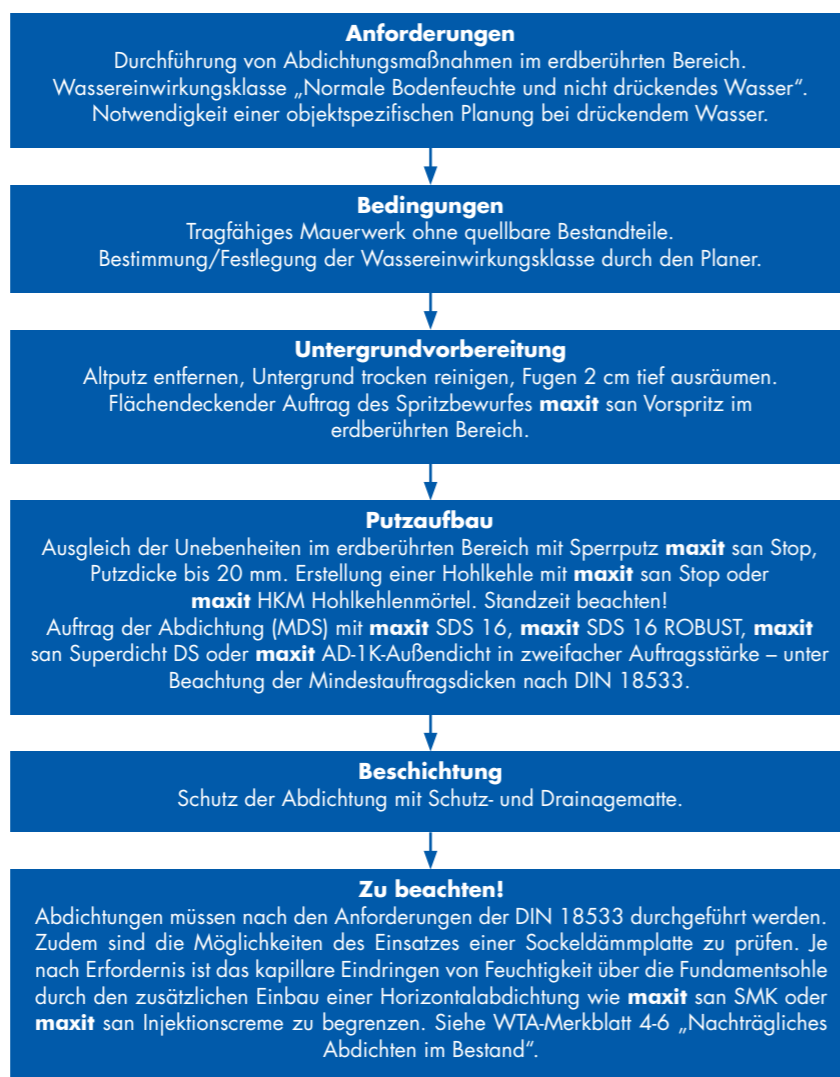 Anforderungen
Durchführung von Abdichtungsmaßnahmen im erdberührten Bereich.
Wassereinwirkungsklasse „Normale Bodenfeuchte und nicht drückendes Wasser“.
Notwendigkeit einer objektspezifischen Planung bei drückendem Wasser.
Bedingungen
Tragfähiges Mauerwerk ohne quellbare Bestandteile.
Bestimmung/Festlegung der Wassereinwirkungsklasse durch den Planer.
Untergrundvorbereitung
Altputz entfernen, Untergrund trocken reinigen, Fugen 2 cm tief ausräumen.
Flächendeckender Auftrag des Spritzbewurfes maxit san Vorspritz im
erdberührten Bereich.
Putzaufbau
Ausgleich der Unebenheiten im erdberührten Bereich mit Sperrputz maxit san Stop,
Putzdicke bis 20 mm. Erstellung einer Hohlkehle mit maxit san Stop oder
maxit HKM Hohlkehlenmörtel. Standzeit beachten!
Auftrag der Abdichtung (MDS) mit maxit SDS 16, maxit SDS 16 ROBUST, maxit
san Superdicht DS oder maxit AD-1K-Außendicht in zweifacher Auftragsstärke – unter
Beachtung der Mindestauftragsdicken nach DIN 18533.
Beschichtung
Schutz der Abdichtung mit Schutz- und Drainagematte.
Zu beachten!
Abdichtungen müssen nach den Anforderungen der DIN 18533 durchgeführt werden.
Zudem sind die Möglichkeiten des Einsatzes einer Sockeldämmplatte zu prüfen. Je
nach Erfordernis ist das kapillare Eindringen von Feuchtigkeit über die Fundamentsohle
durch den zusätzlichen Einbau einer Horizontalabdichtung wie maxit san SMK oder
maxit san Injektionscreme zu begrenzen. Siehe WTA-Merkblatt 4-6 „Nachträgliches
Abdichten im Bestand“.